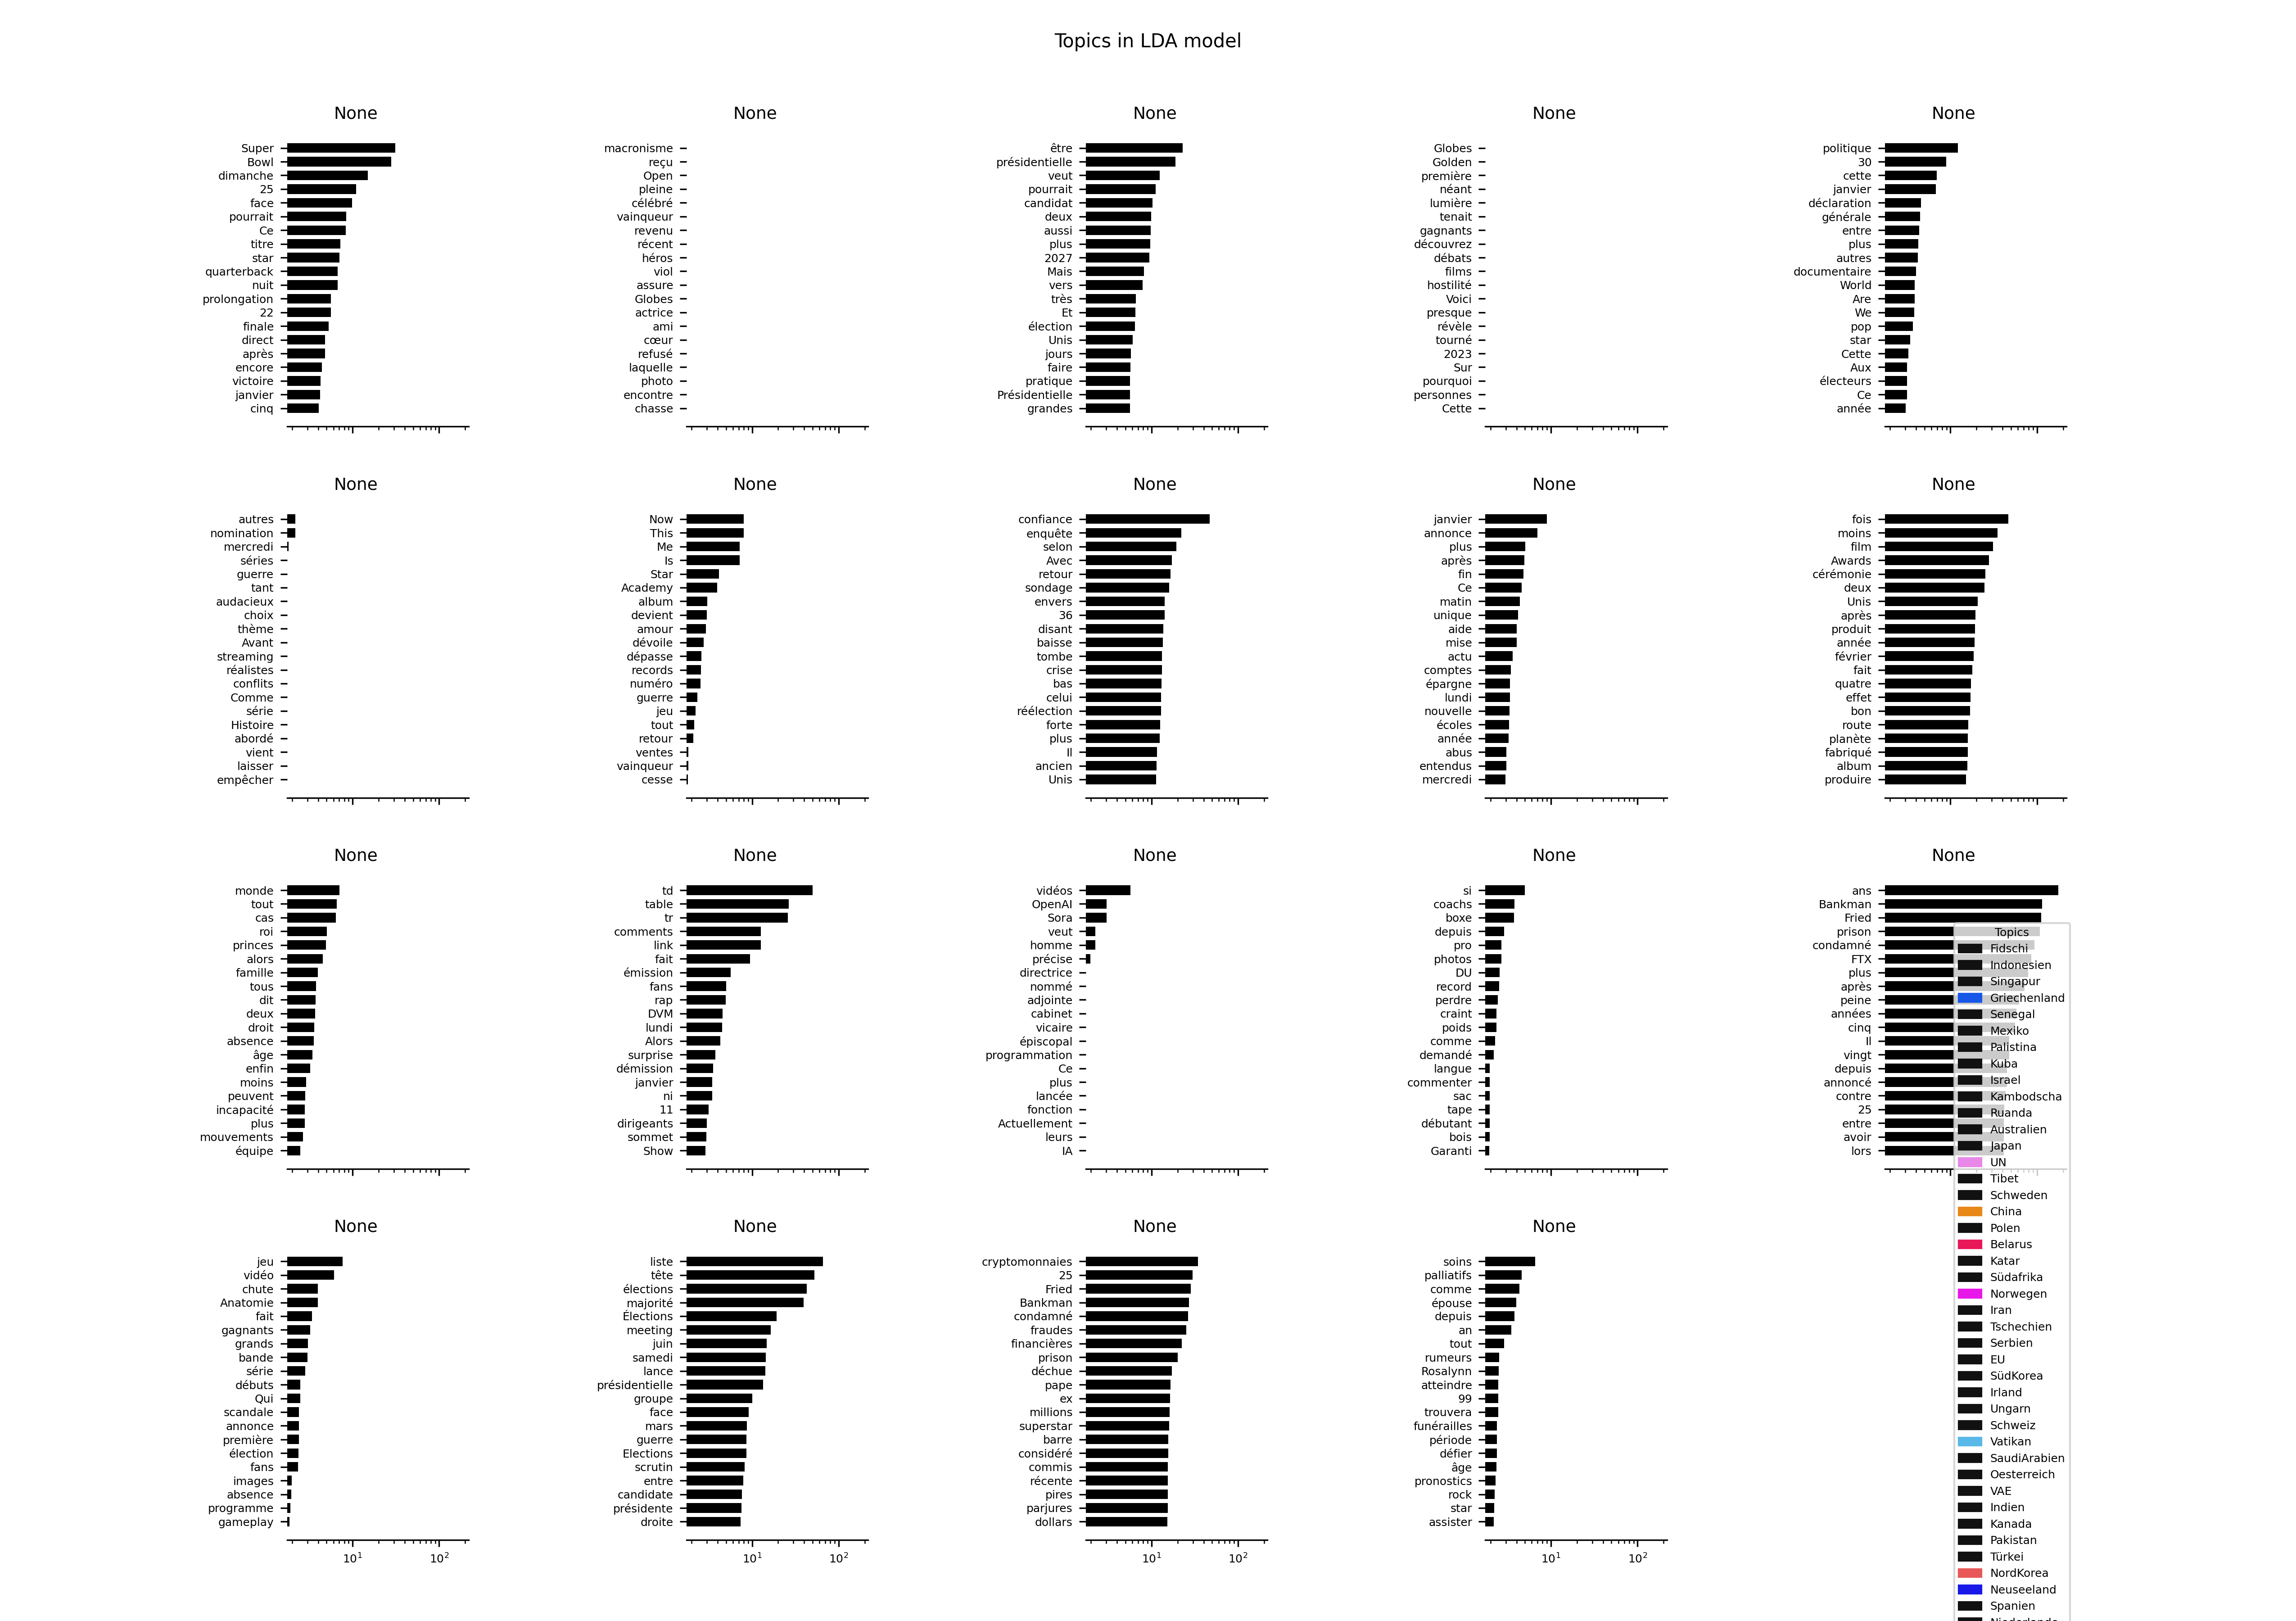 Topics in LDA model
None
Super
Bowl
dimanche
25
face
pourrait
Ce
titre
star
quarterback
nuit
prolongation
22
finale
direct
après
encore
victoire
janvier
cinq
None
macronisme
reçu
Open
pleine
célébré
vainqueur
revenu
récent
héros
viol
assure
Globes
actrice
ami
cœur
refusé
laquelle
photo
encontre
chasse
None
être
présidentielle
veut
pourrait
candidat
deux
aussi
plus
2027
Mais
vers
très
Et
élection
Unis
jours
faire
pratique
Présidentielle
grandes
None
Globes
Golden
première
néant
lumière
tenait
gagnants
découvrez
débats
films
hostilité
Voici
presque
révèle
tourné
2023
Sur
pourquoi
personnes
Cette
None
politique
30
cette
janvier
déclaration
générale
entre
plus
autres
documentaire
World
Are
We
pop
star
Cette
Aux
électeurs
Ce
année
None
autres
nomination
mercredi
séries
guerre
tant
audacieux
choix
thème
Avant
streaming
réalistes
conflits
Comme
série
Histoire
abordé
vient
laisser
empêcher
None
Now
This
Me
Is
Star
Academy
album
devient
amour
dévoile
dépasse
records
numéro
guerre
jeu
tout
retour
ventes
vainqueur
cesse
None
confiance
enquête
selon
Avec
retour
sondage
envers
36
disant
baisse
tombe
crise
bas
celui
réélection
forte
plus
Il
ancien
Unis
None
janvier
annonce
plus
après
fin
Ce
matin
unique
aide
mise
actu
comptes
épargne
lundi
nouvelle
écoles
année
abus
entendus
mercredi
None
fois
moins
film
Awards
cérémonie
deux
Unis
après
produit
année
février
fait
quatre
effet
bon
route
planète
fabriqué
album
produire
None
monde
tout
cas
roi
princes
alors
famille
tous
dit
deux
droit
absence
âge
enfin
moins
peuvent
incapacité
plus
mouvements
équipe
None
td
table
tr
comments
link
fait
émission
fans
rap
DVM
lundi
Alors
surprise
démission
janvier
ni
11
dirigeants
sommet
Show
None
vidéos
OpenAI
Sora
veut
homme
précise
directrice
nommé
adjointe
cabinet
vicaire
épiscopal
programmation
Ce
plus
lancée
fonction
Actuellement
leurs
IA
None
si
coachs
boxe
depuis
pro
photos
DU
record
perdre
craint
poids
comme
demandé
langue
commenter
sac
tape
débutant
bois
Garanti
None
ans
Bankman
Fried
prison
condamné
FTX
plus
après
peine
années
cinq
Il
vingt
depuis
annoncé
contre
25
entre
avoir
lors
None
jeu
vidéo
chute
Anatomie
fait
gagnants
grands
bande
série
débuts
Qui
scandale
annonce
première
élection
fans
images
absence
programme
gameplay
10¹ 10²
None
liste
tête
élections
majorité
Élections
meeting
juin
samedi
lance
présidentielle
groupe
face
mars
guerre
Elections
scrutin
entre
candidate
présidente
droite
10¹ 10²
None
cryptomonnaies
25
Fried
Bankman
condamné
fraudes
financières
prison
déchue
pape
ex
millions
superstar
barre
considéré
commis
récente
pires
parjures
dollars
10¹ 10²
None
soins
palliatifs
comme
épouse
depuis
an
tout
rumeurs
Rosalynn
atteindre
99
trouvera
funérailles
période
défier
âge
pronostics
rock
star
assister
10¹ 10²
Topics
Fidschi
Indonesien
Singapur
Griechenland
Senegal
Mexiko
Palistina
Kuba
Israel
Kambodscha
Ruanda
Australien
Japan
UN
Tibet
Schweden
China
Polen
Belarus
Katar
Südafrika
Norwegen
Iran
Tschechien
Serbien
EU
SüdKorea
Irland
Ungarn
Schweiz
Vatikan
SaudiArabien
Oesterreich
VAE
Indien
Kanada
Pakistan
Türkei
NordKorea
Neuseeland
Spanien